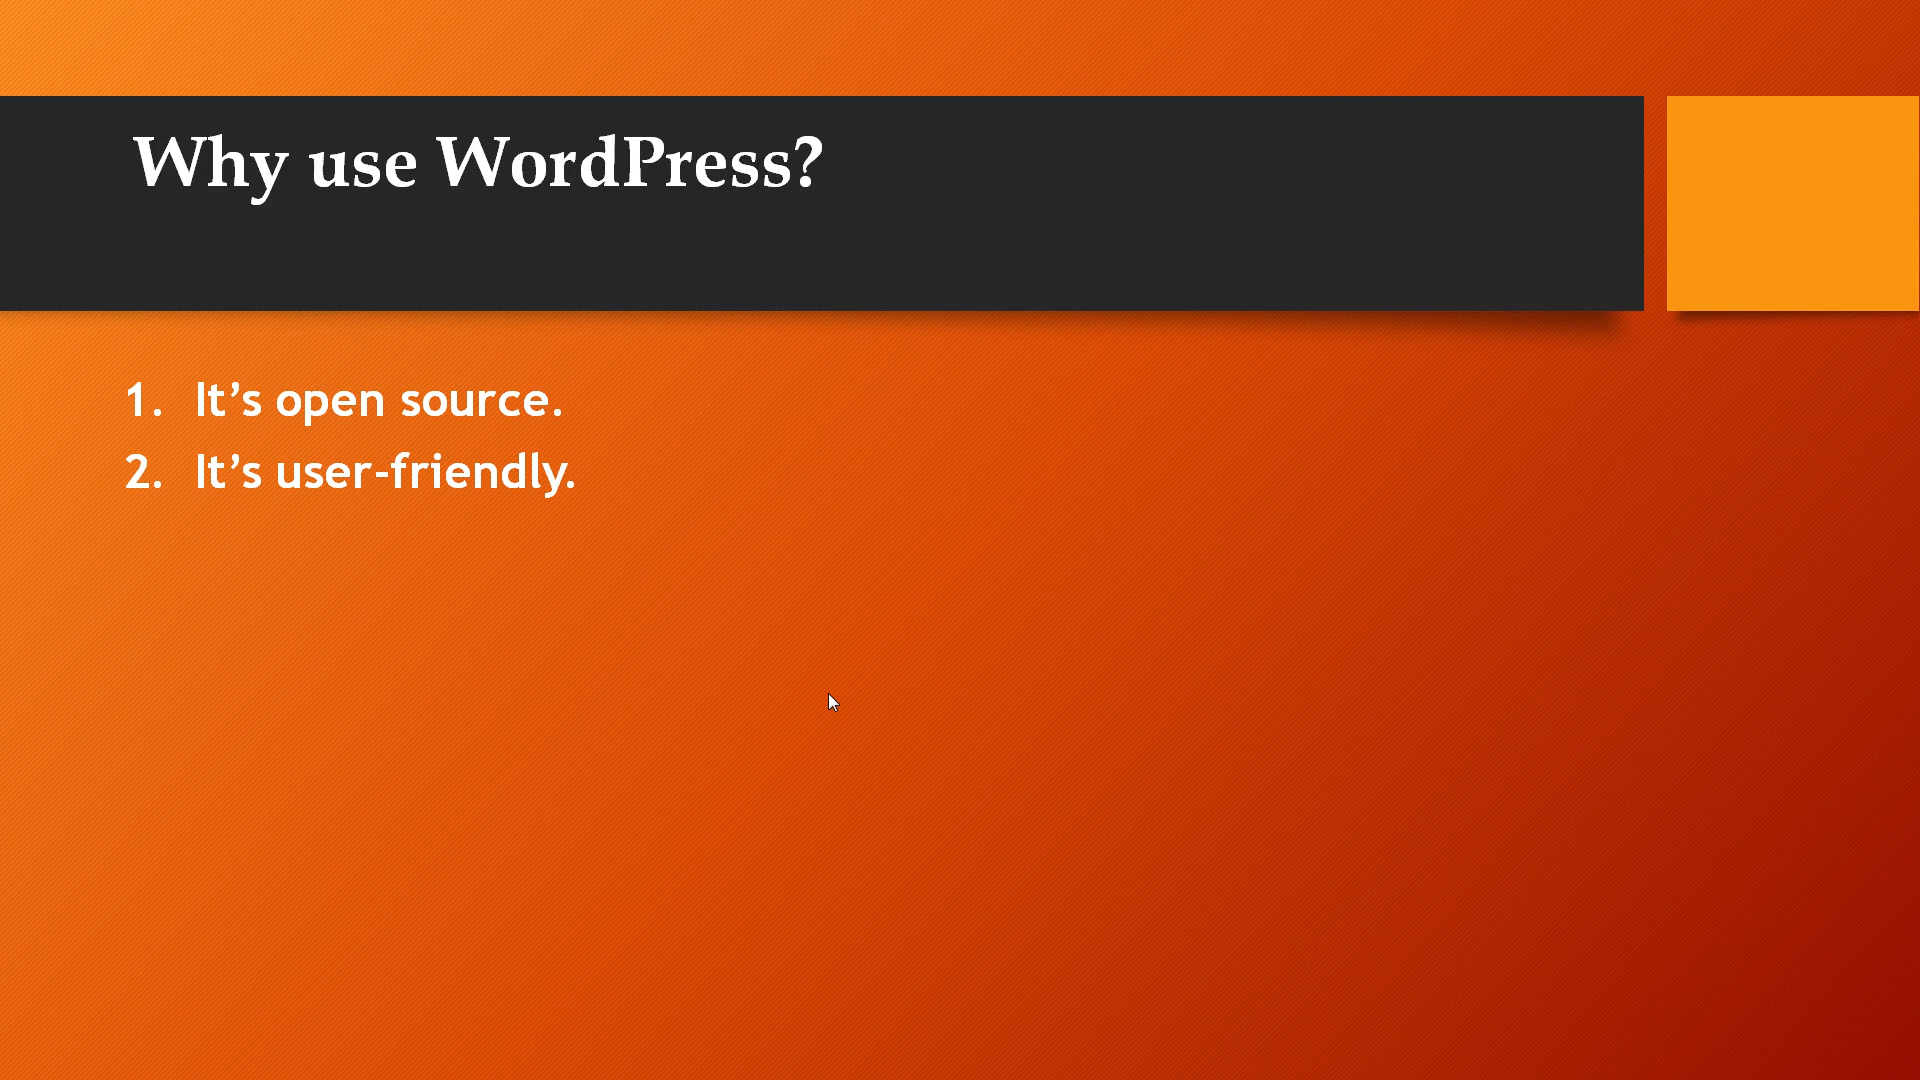 Why use WordPress?
1. It’s open source.
2. It’s user-friendly.